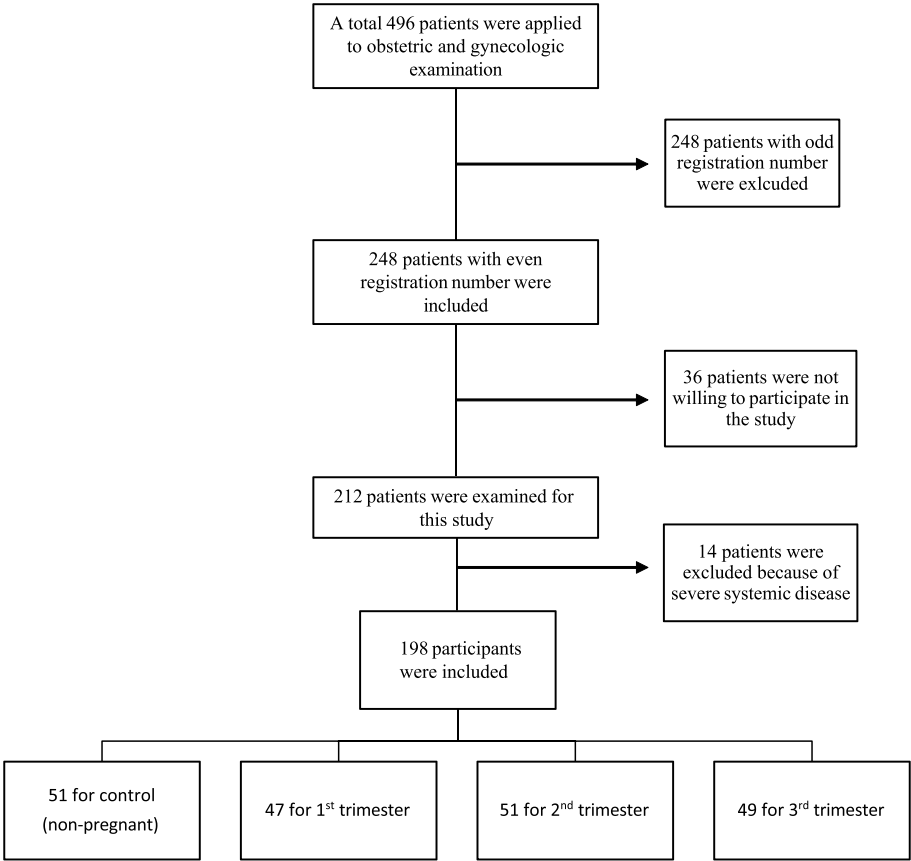 A total 496 patients were applied
to obstetric and gynecologic
examination
248 patients with odd
registration number
were exlcuded
248 patients with even
registration number were
included
36 patients were not
willing to participate in
the study
212 patients were examined for
this study
14 patients were
excluded because of
severe systemic disease
198 participants
were included
51 for control
(non-pregnant)
47 for 1st trimester
51 for 2nd trimester
49 for 3rd trimester